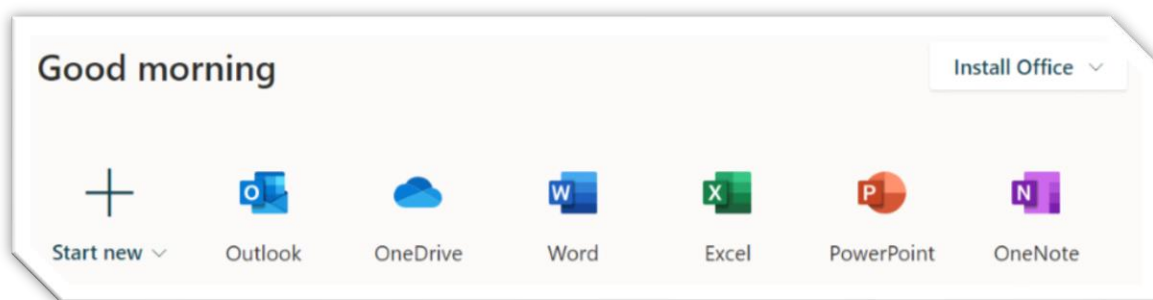 Good morning
Install Office
O
W
X
P
N
Start new
Outlook
OneDrive
Word
Excel
PowerPoint
OneNote